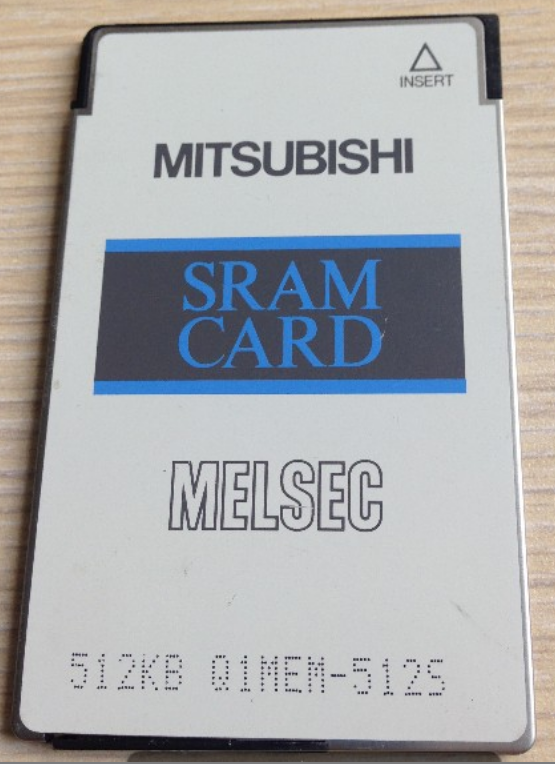 INSERT
MITSUBISHI
SRAM
CARD
MELSEC
512KB Q1MEM-512S